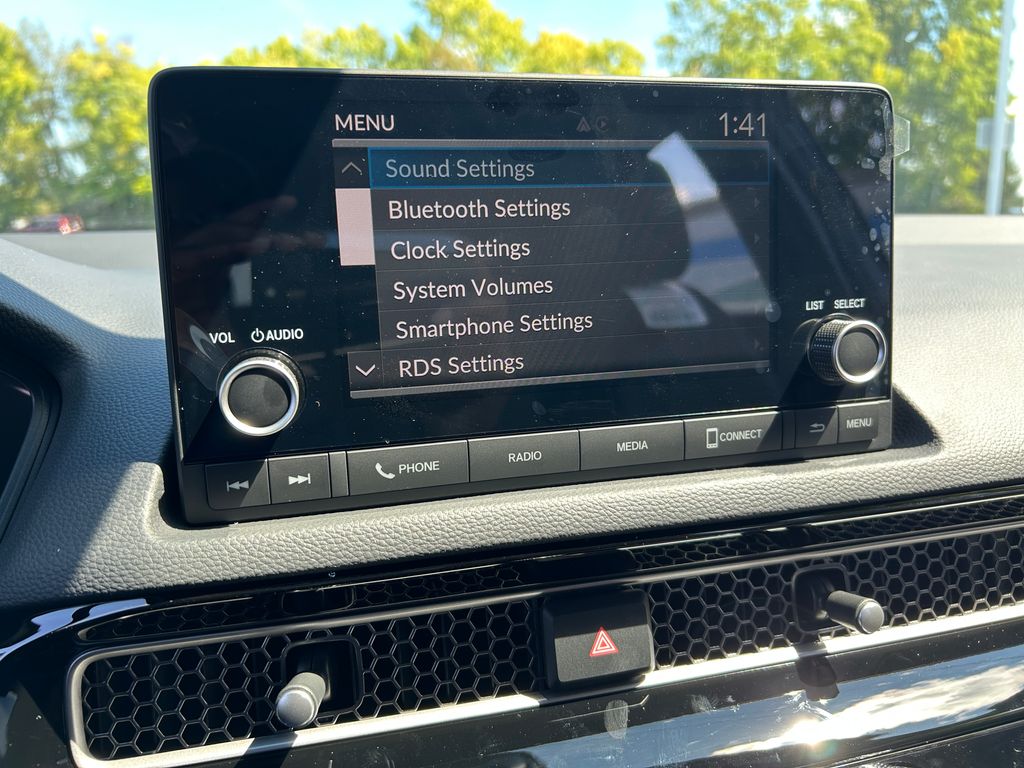 MENU 1:41
Sound Settings
Bluetooth Settings
Clock Settings
System Volumes
Smartphone Settings
RDS Settings
VOL AUDIO
LIST SELECT
PHONE RADIO MEDIA CONNECT MENU